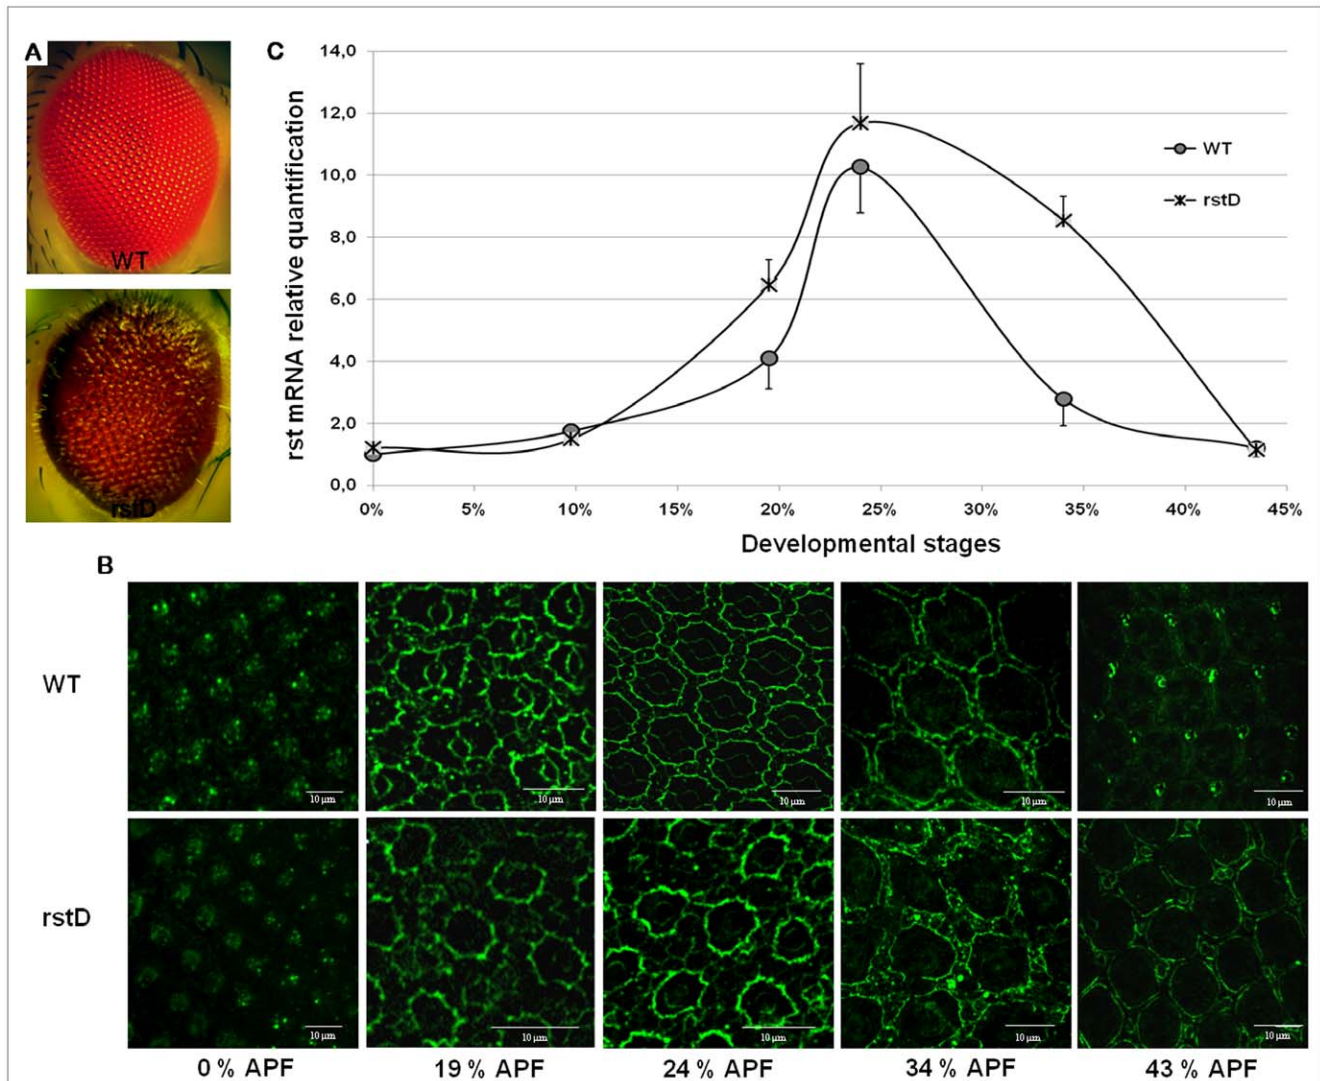 A
WT
rstD
C
rst mRNA relative quantification
14,0
12,0
10,0
8,0
6,0
4,0
2,0
0,0
0%
5%
10%
15%
20%
25%
30%
35%
40%
45%
Developmental stages
WT
rstD
B
WT
10 µm
10 µm
10 µm
10 µm
10 µm
rstD
10 µm
10 µm
10 µm
10 µm
10 µm
0 % APF
19 % APF
24 % APF
34 % APF
43 % APF